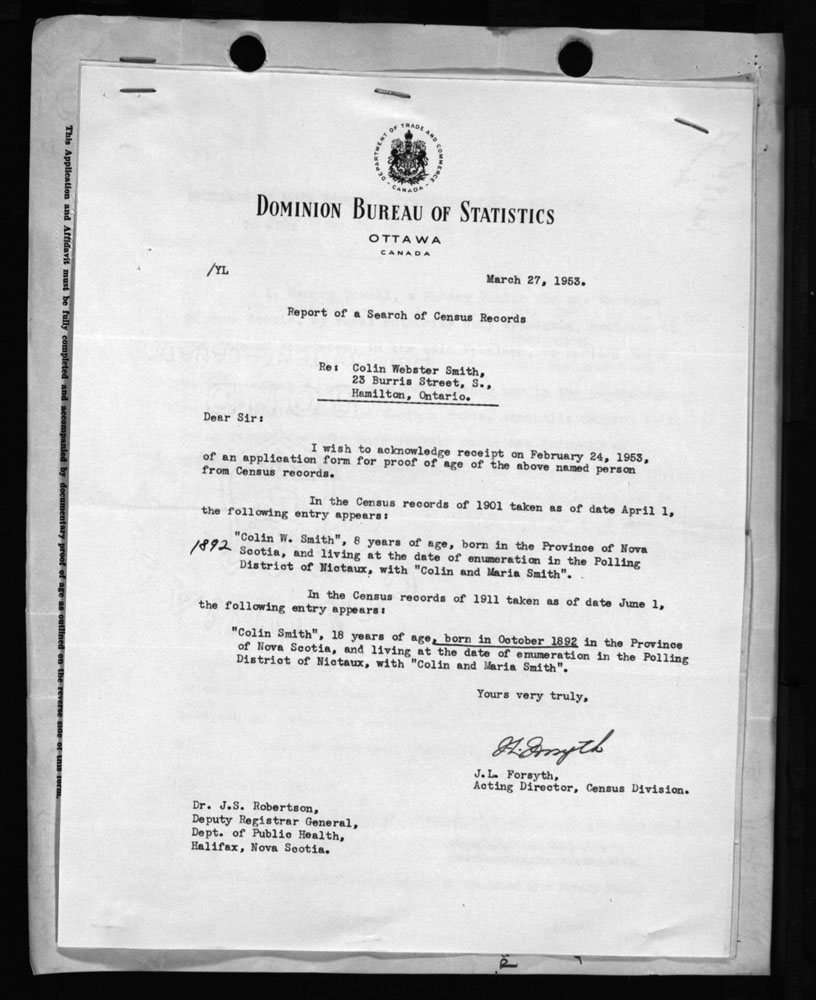 DEPARTMENT OF TRADE AND COMMERCE
- CANADA -
DOMINION BUREAU OF STATISTICS
OTTAWA
CANADA
/YL
March 27, 1953.
Report of a Search of Census Records
Re: Colin Webster Smith,
23 Burris Street, S.,
Hamilton, Ontario.
Dear Sir:
I wish to acknowledge receipt on February 24, 1953,
of an application form for proof of age of the above named person
from Census records.
In the Census records of 1901 taken as of date April 1,
the following entry appears:
1892
"Colin W. Smith", 8 years of age, born in the Province of Nova
Scotia, and living at the date of enumeration in the Polling
District of Nictaux, with "Colin and Maria Smith".
In the Census records of 1911 taken as of date June 1,
the following entry appears:
"Colin Smith", 18 years of age, born in October 1892 in the Province
of Nova Scotia, and living at the date of enumeration in the Polling
District of Nictaux, with "Colin and Maria Smith".
Yours very truly,
J.L. Forsyth
J.L. Forsyth,
Acting Director, Census Division.
Dr. J.S. Robertson,
Deputy Registrar General,
Dept. of Public Health,
Halifax, Nova Scotia.
This Application and Affidavit must be fully completed and accompanied by documentary proof of age as outlined on the reverse side of this form.